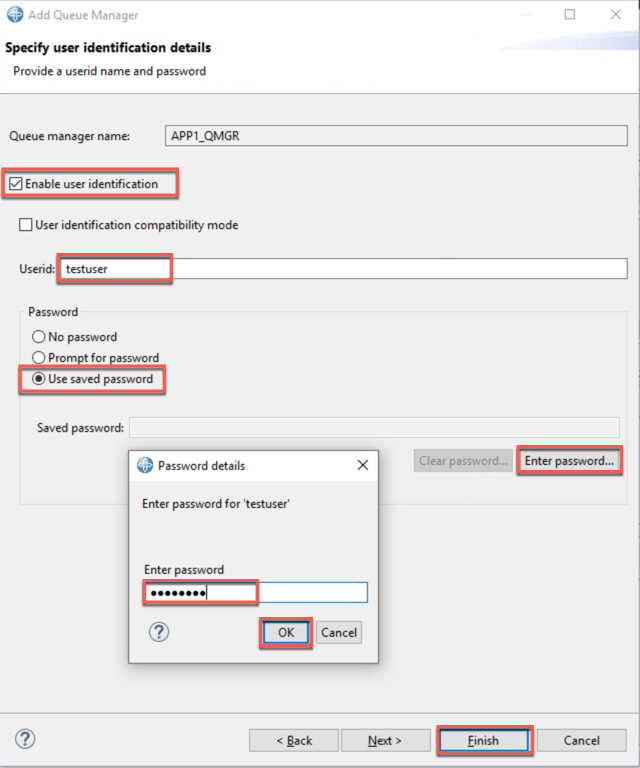 Add Queue Manager
Specify user identification details
Provide a userid name and password
Queue manager name: APP1_QMGR
Enable user identification
User identification compatibility mode
Userid: testuser
Password
No password
Prompt for password
Use saved password
Saved password:
Clear password... Enter password...
Password details
Enter password for 'testuser'
Enter password
••••••••
? OK Cancel
? < Back Next > Finish Cancel